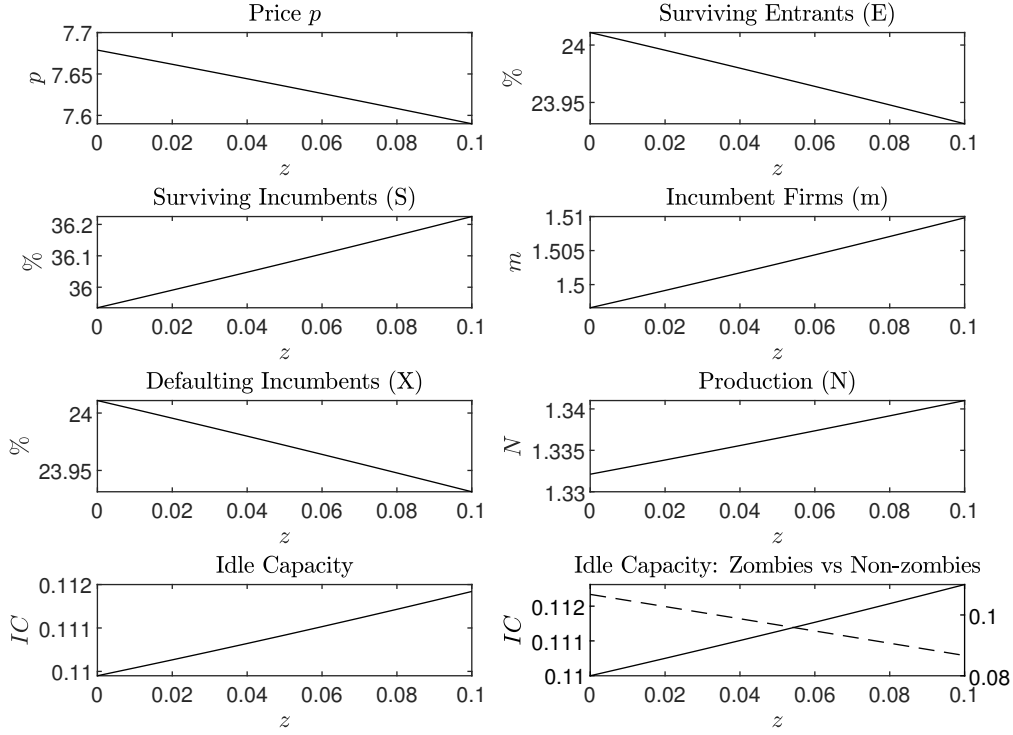 Price p
7.7
7.65
7.6
p
0 0.02 0.04 0.06 0.08 0.1
z
Surviving Entrants (E)
24
23.95
%
0 0.02 0.04 0.06 0.08 0.1
z
Surviving Incumbents (S)
36.2
36.1
36
%
0 0.02 0.04 0.06 0.08 0.1
z
Incumbent Firms (m)
1.51
1.505
1.5
m
0 0.02 0.04 0.06 0.08 0.1
z
Defaulting Incumbents (X)
24
23.95
%
0 0.02 0.04 0.06 0.08 0.1
z
Production (N)
1.34
1.335
1.33
N
0 0.02 0.04 0.06 0.08 0.1
z
Idle Capacity
0.112
0.111
0.11
IC
0 0.02 0.04 0.06 0.08 0.1
z
Idle Capacity: Zombies vs Non-zombies
0.112
0.111
0.11
IC
0.1
0.08
0 0.02 0.04 0.06 0.08 0.1
z